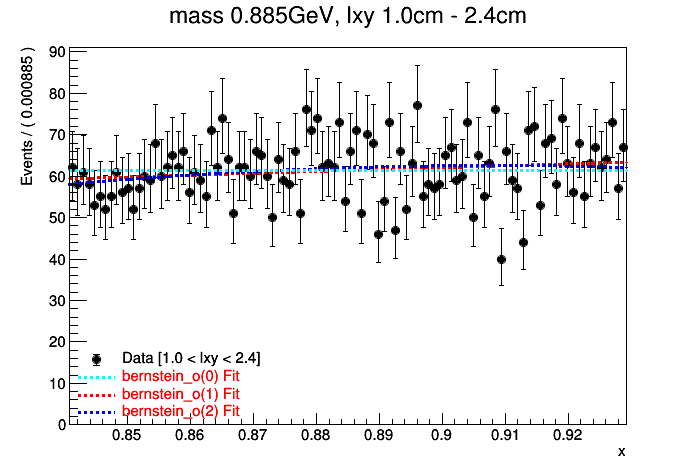 mass 0.885GeV, lxy 1.0cm - 2.4cm
Events / ( 0.000885 )
90
80
70
60
50
40
30
20
10
0
Data [1.0 < lxy < 2.4]
bernstein_o(0) Fit
bernstein_o(1) Fit
bernstein_o(2) Fit
0.85 0.86 0.87 0.88 0.89 0.9 0.91 0.92
x